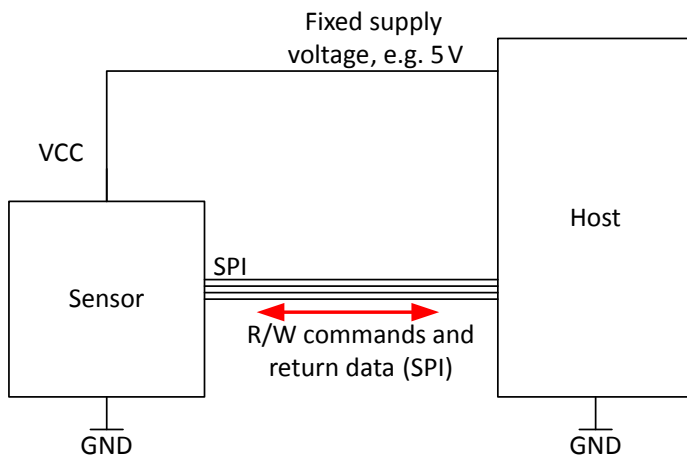 Fixed supply
voltage, e.g. 5 V
VCC
Host
SPI
Sensor
R/W commands and
return data (SPI)
GND
GND